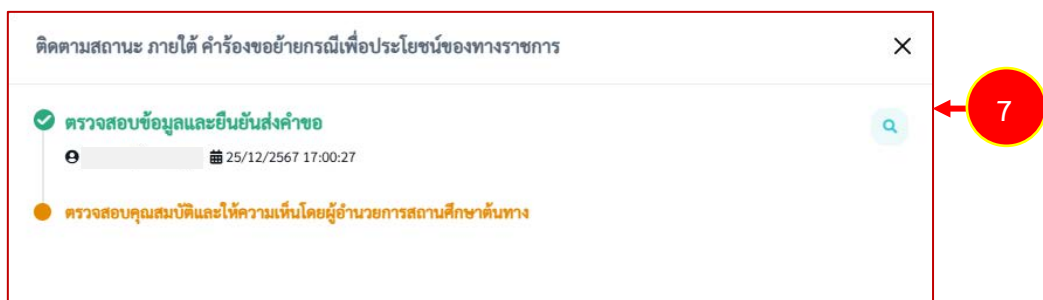 ติดตามสถานะ ภายใต้ คำร้องขอย้ายกรณีเพื่อประโยชน์ของทางราชการ
7
ตรวจสอบข้อมูลและยืนยันส่งคำขอ
25/12/2567 17:00:27
ตรวจสอบคุณสมบัติและให้ความเห็นโดยผู้อำนวยการสถานศึกษาต้นทาง